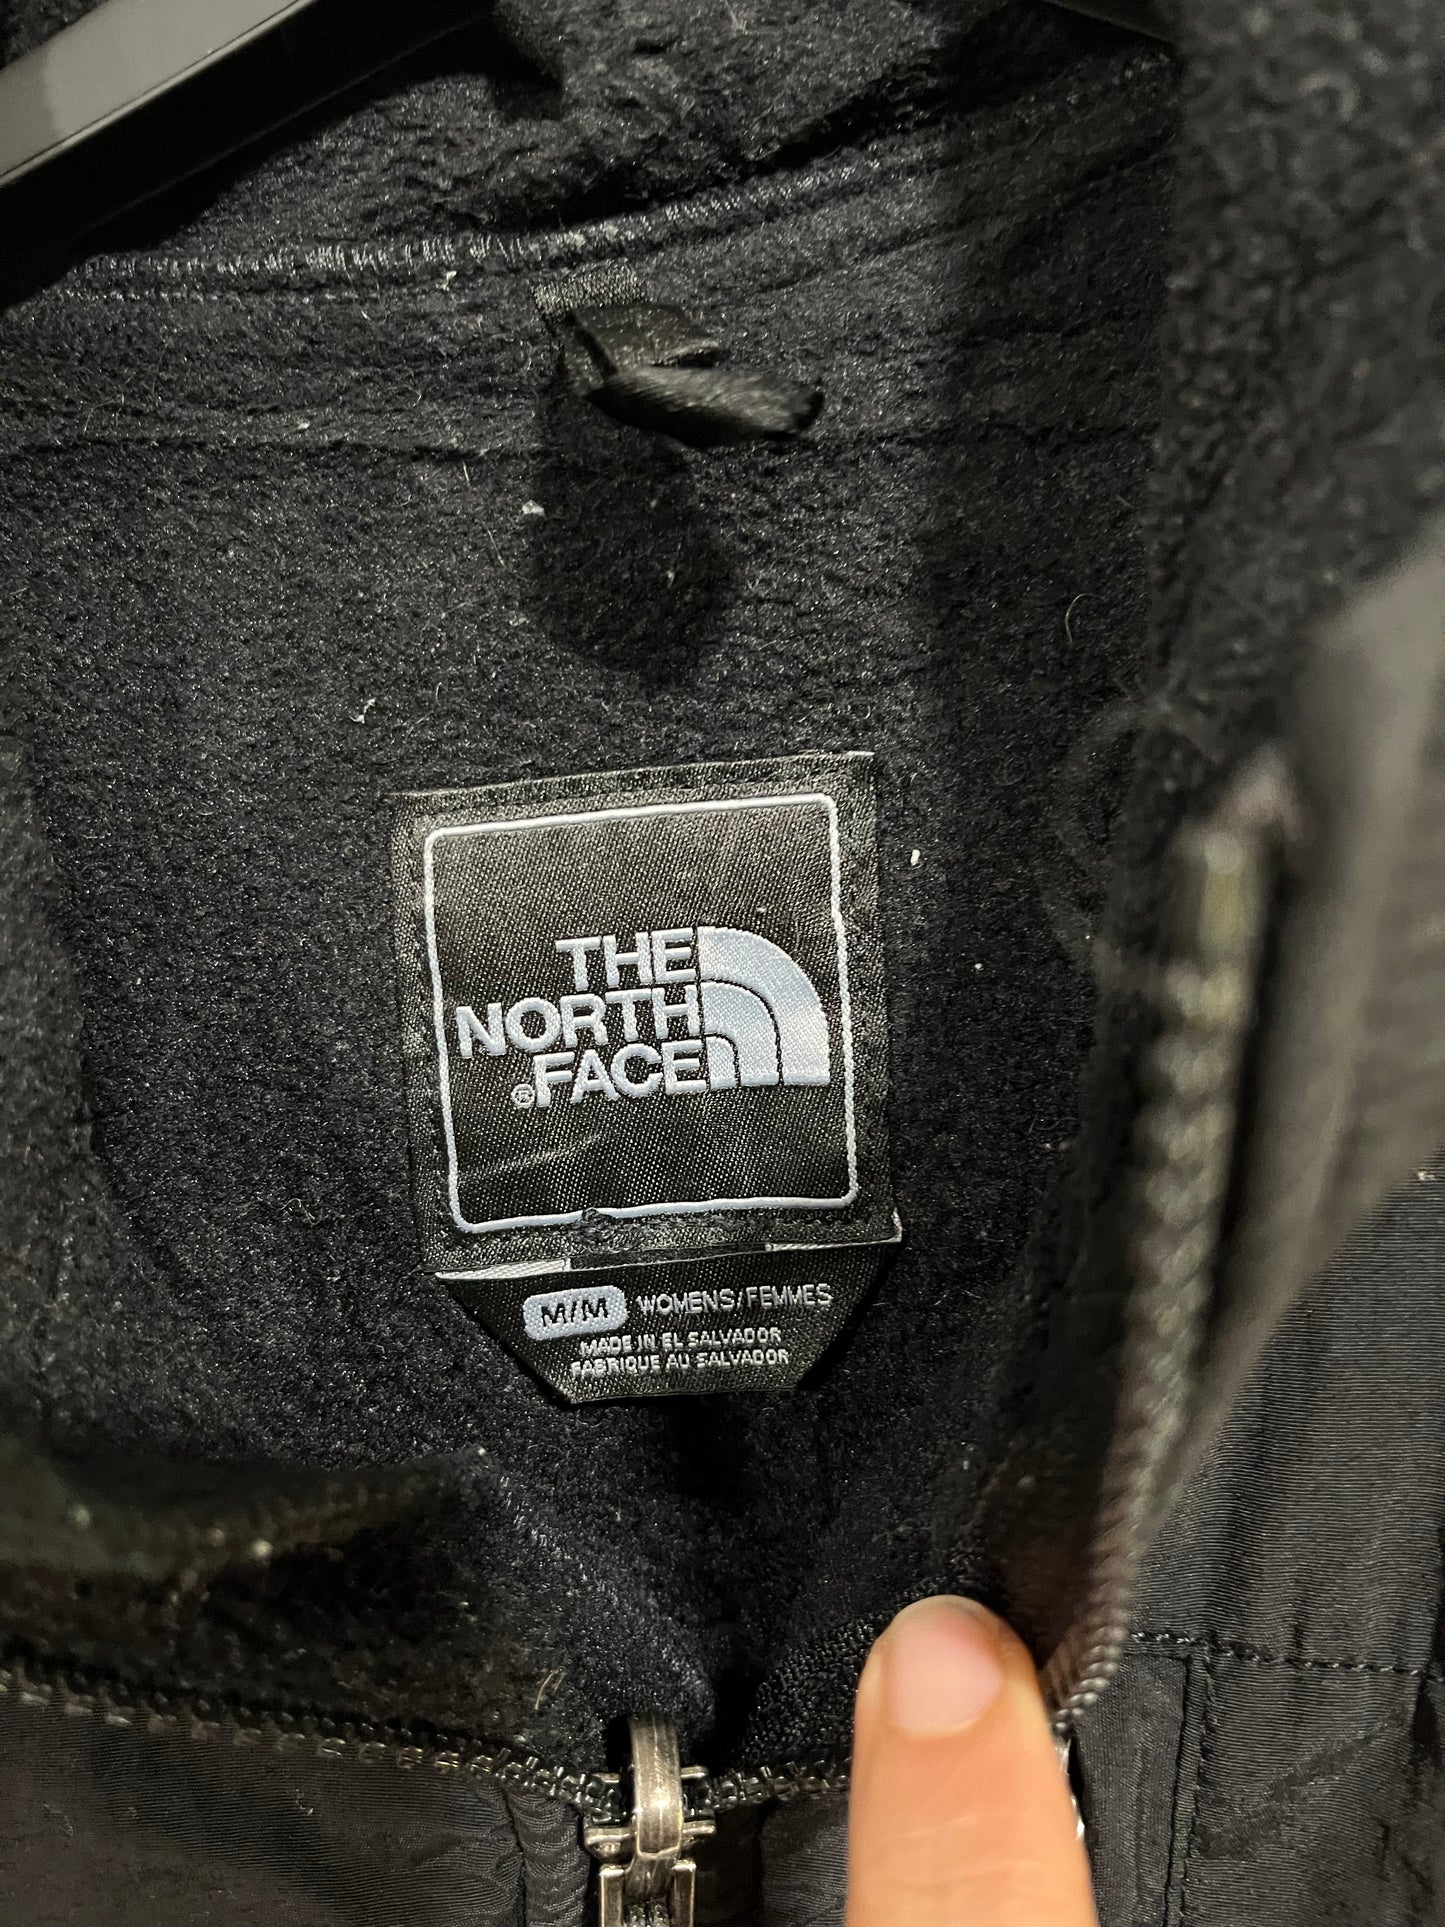 THE
NORTH
®FACE
M/M WOMENS/FEMMES
MADE IN EL SALVADOR
FABRIQUE AU SALVADOR